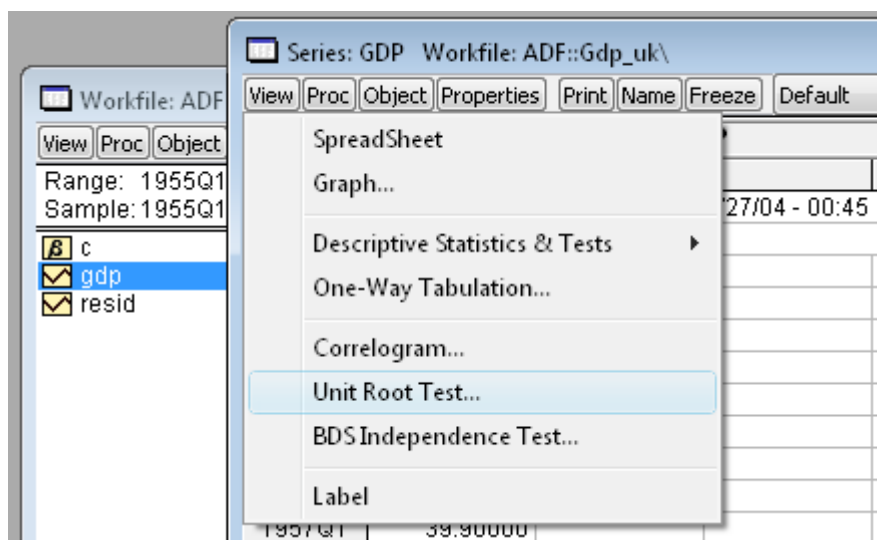 Series: GDP Workfile: ADF::Gdp_uk\
View Proc Object Properties Print Name Freeze Default
Workfile: ADF
View Proc Object
Range: 1955Q1
Sample: 1955Q1
c
gdp
resid
SpreadSheet
Graph...
Descriptive Statistics & Tests
One-Way Tabulation...
Correlogram...
Unit Root Test...
BDS Independence Test...
Label
27/04 - 00:45
1957Q1 39.90000